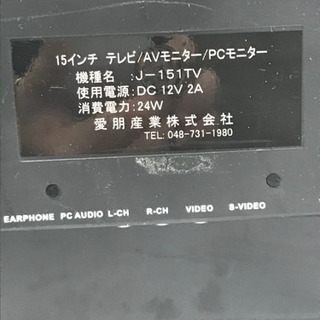 15インチ テレビ/AVモニター/PCモニター
機種名 :J-151TV
使用電源:DC 12V 2A
消費電力:24W
愛朋産業株式会社
TEL: 048-731-1980
EARPHONE PC AUDIO L-CH R-CH VIDEO S-VIDEO